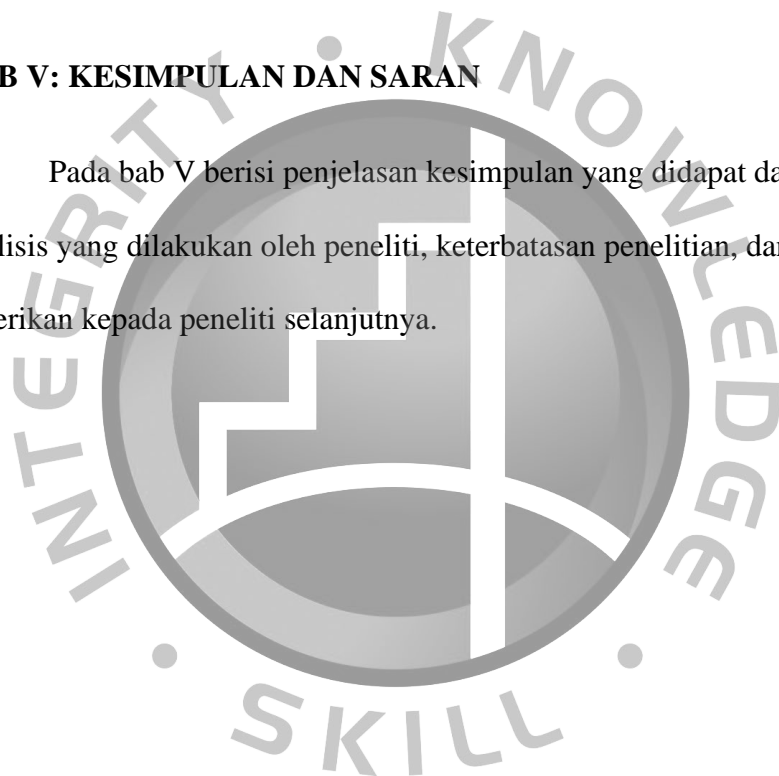 B V: KESIMPULAN DAN SARAN
Pada bab V berisi penjelasan kesimpulan yang didapat da
lisis yang dilakukan oleh peneliti, keterbatasan penelitian, dan
erikan kepada peneliti selanjutnya.
INTEGRITY • KNOWLEDGE • SKILL •